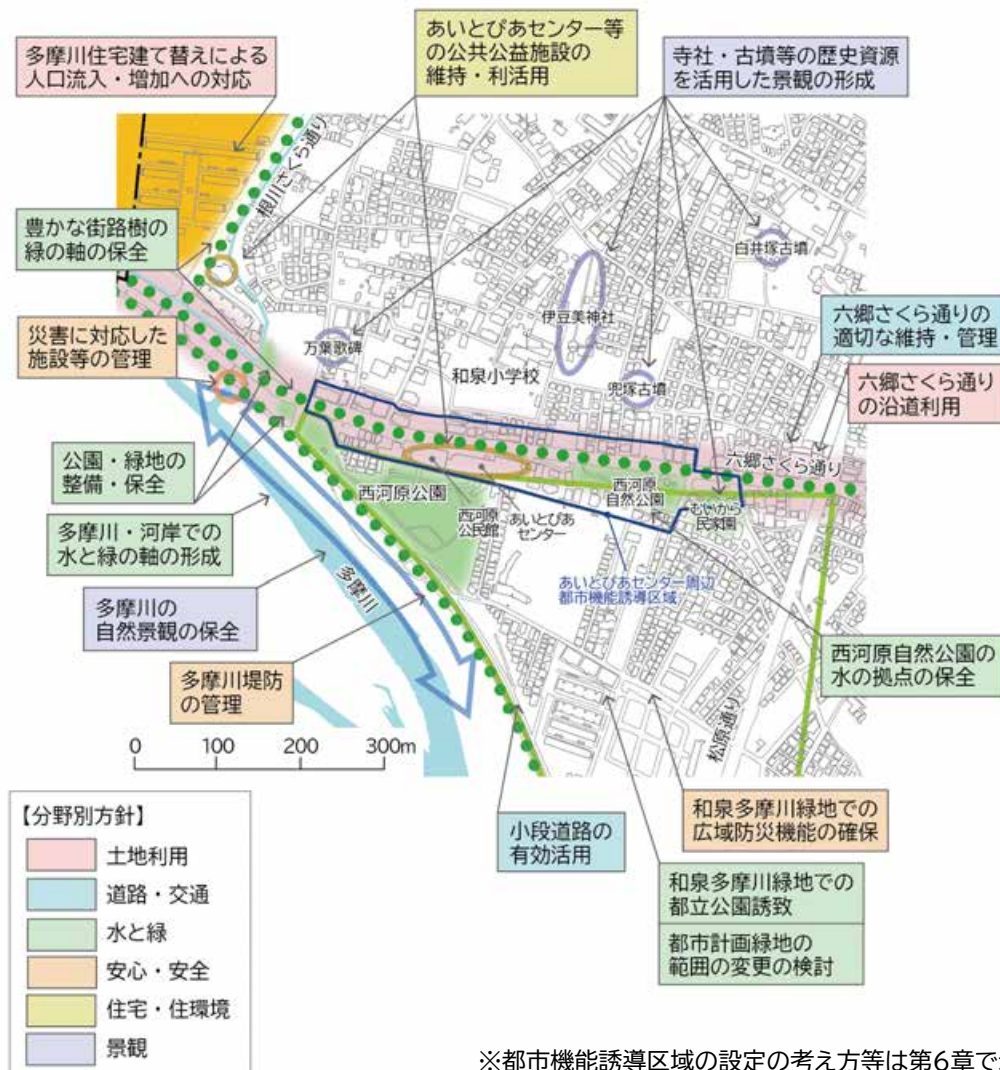 あいとぴあセンター等
の公共公益施設の
維持・利活用
多摩川住宅建て替えによる
人口流入・増加への対応
寺社・古墳等の歴史資源
を活用した景観の形成
根川さくら通り
豊かな街路樹の
緑の軸の保全
白井塚古墳
伊豆美神社
六郷さくら通りの
適切な維持・管理
災害に対応した
施設等の管理
万葉歌碑
和泉小学校
兜塚古墳
六郷さくら通り
の沿道利用
公園・緑地の
整備・保全
六郷さくら通り
西河原公園
西河原
自然公園
むいから
民家園
西河原
公民館
あいとぴあ
センター
多摩川・河岸での
水と緑の軸の形成
多摩川
あいとぴあセンター周辺
都市機能誘導区域
多摩川の
自然景観の保全
西河原自然公園の
水の拠点の保全
多摩川堤防
の管理
松原通り
0 100 200 300m
小段道路の
有効活用
和泉多摩川緑地での
広域防災機能の確保
和泉多摩川緑地での
都立公園誘致
都市計画緑地の
範囲の変更の検討
【分野別方針】
土地利用
道路・交通
水と緑
安心・安全
住宅・住環境
景観
※都市機能誘導区域の設定の考え方等は第6章で